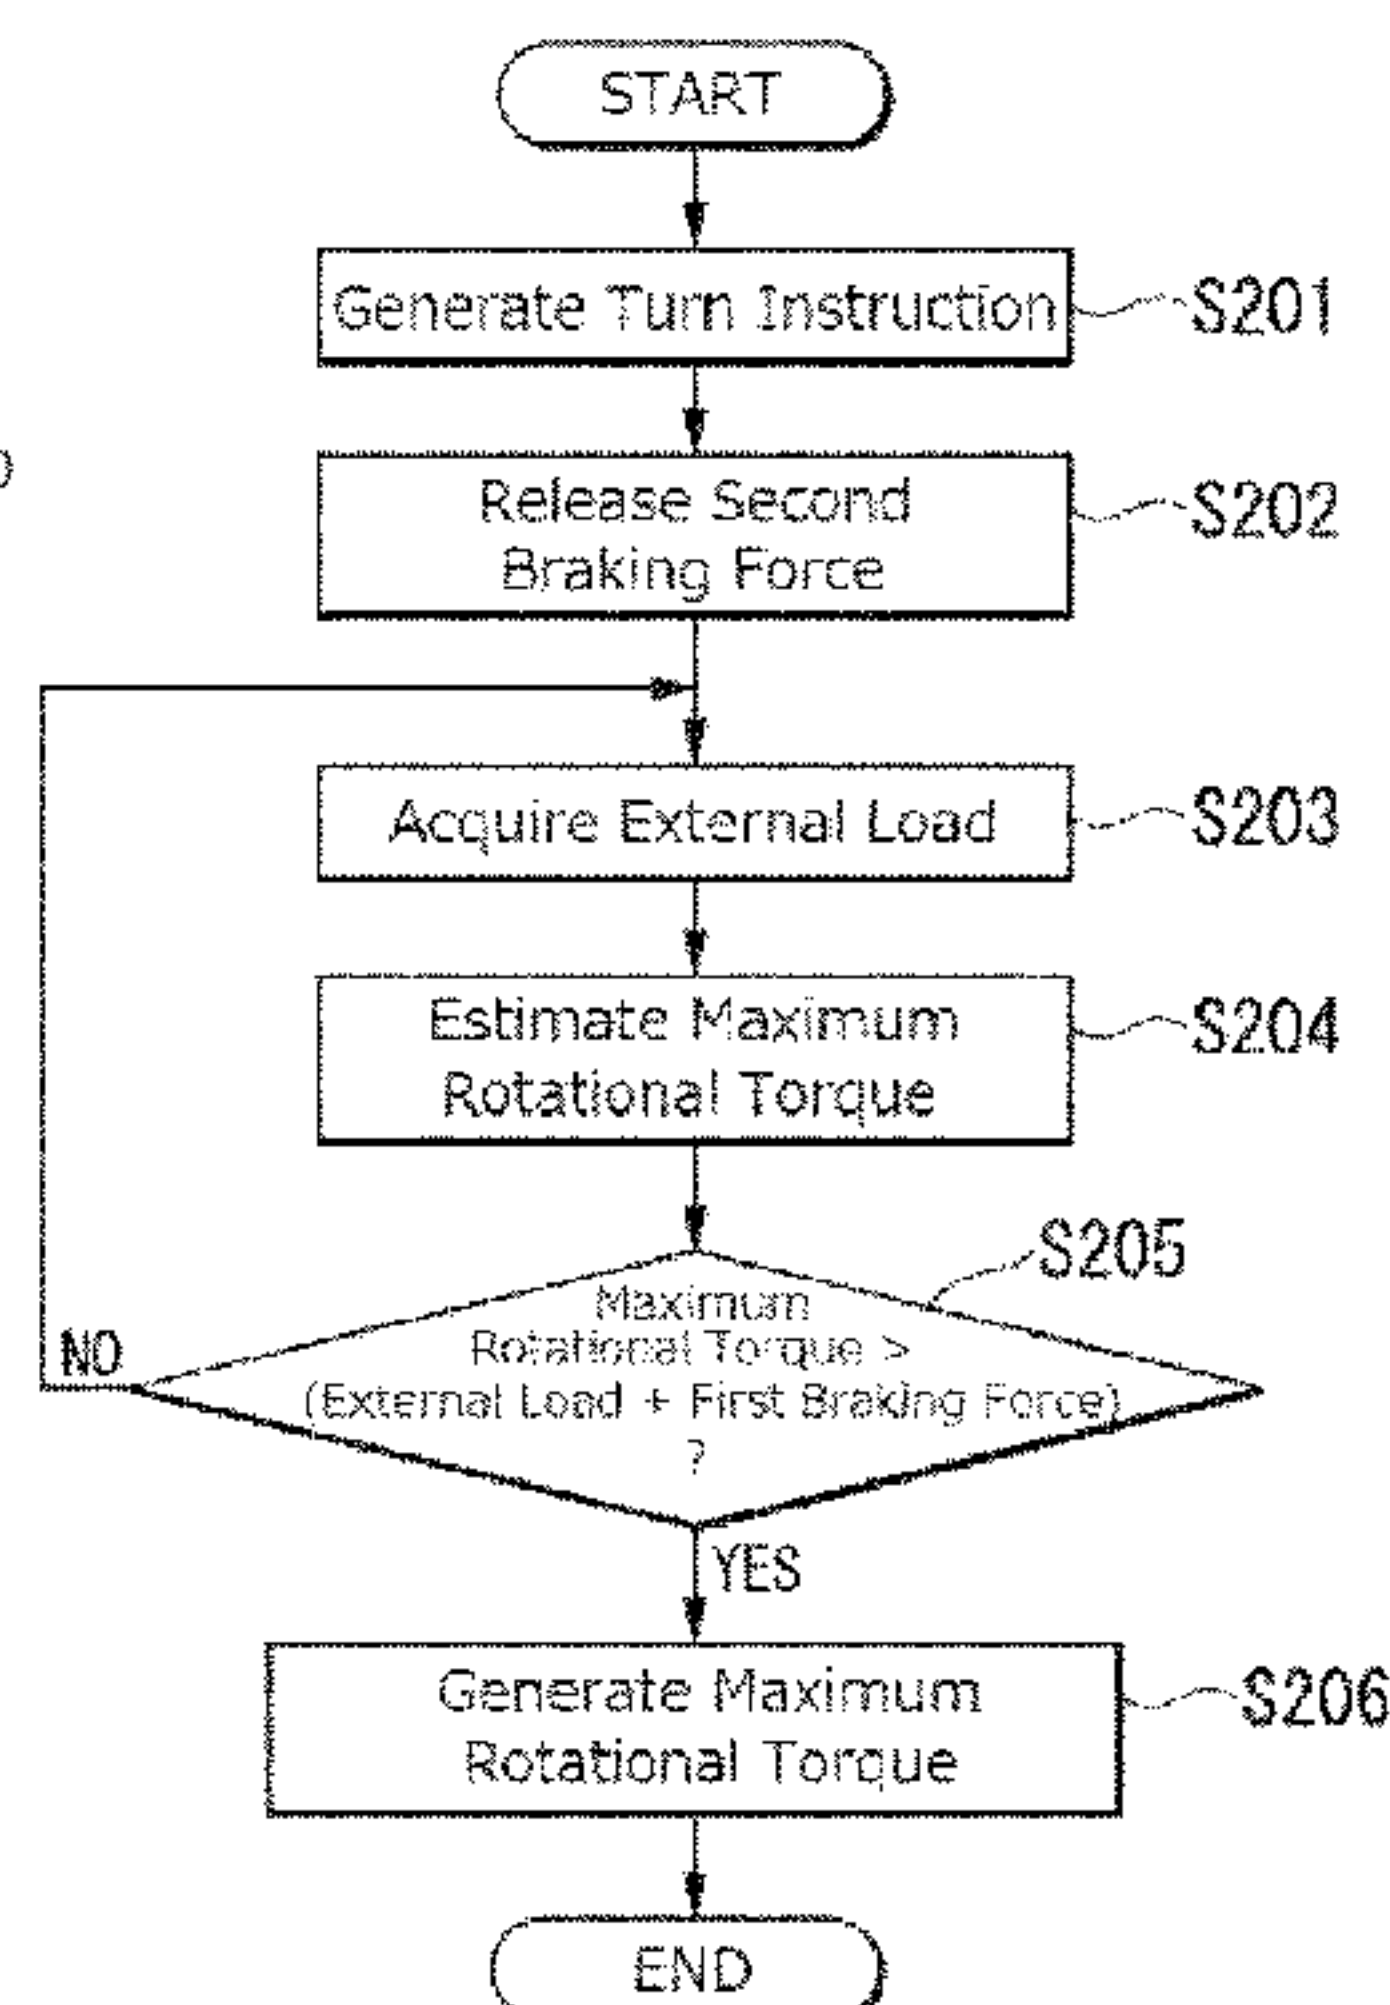 START
Generate Turn Instruction
S201
Release Second
Braking Force
S202
Acquire External Load
S203
Estimate Maximum
Rotational Torque
S204
S205
Maximum
Rotational Torque >
(External Load + First Braking Force)
?
NO
YES
Generate Maximum
Rotational Torque
S206
END